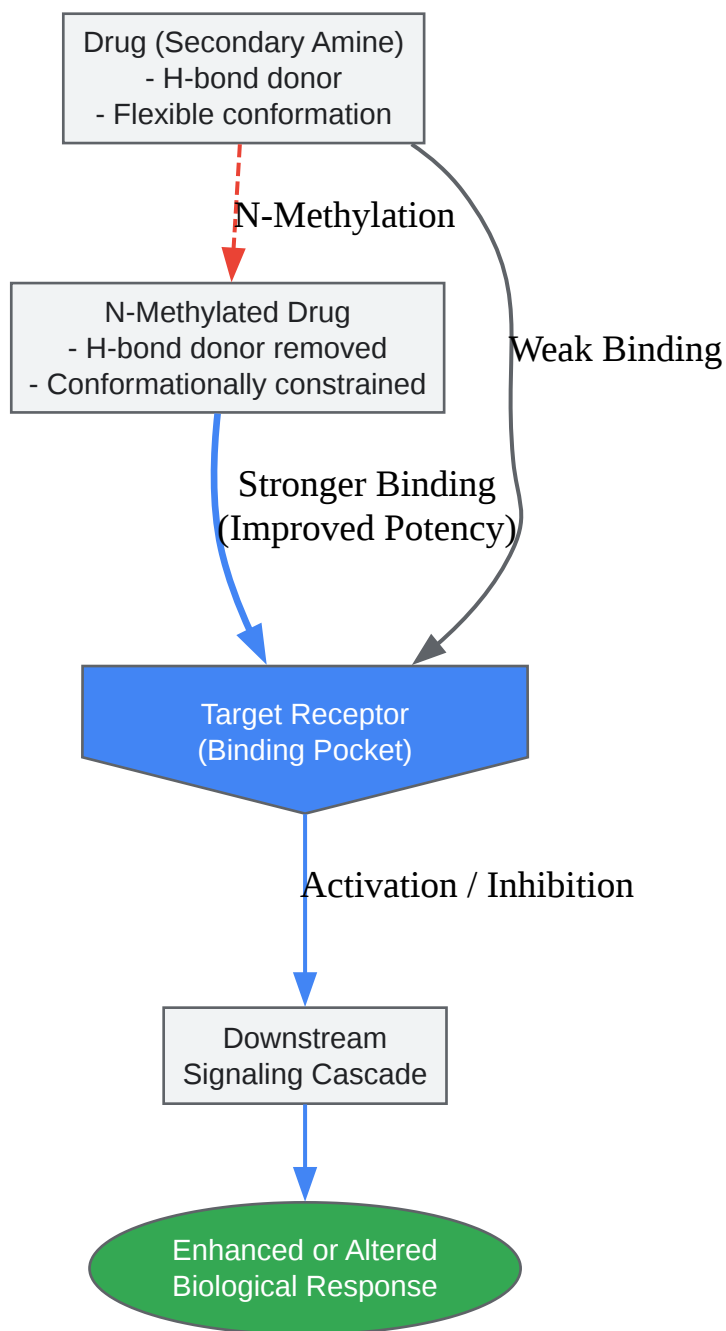 Drug (Secondary Amine)
- H-bond donor
- Flexible conformation
N-Methylation
N-Methylated Drug
- H-bond donor removed
- Conformationally constrained
Weak Binding
Stronger Binding
(Improved Potency)
Target Receptor
(Binding Pocket)
Activation / Inhibition
Downstream
Signaling Cascade
Enhanced or Altered
Biological Response